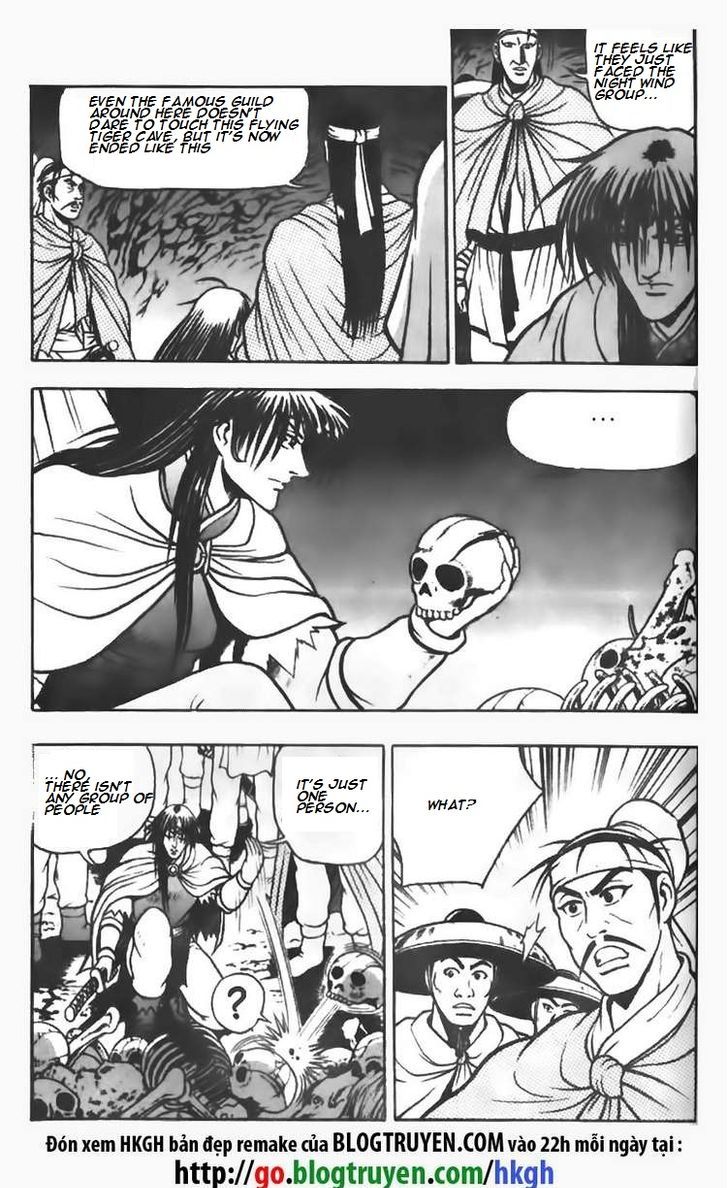 EVEN THE FAMOUS GUILD
AROUND HERE DOESN'T
DARE TO TOUCH THIS FLYING
TIGER CAVE, BUT IT'S NOW
ENDED LIKE THIS
IT FEELS LIKE
THEY JUST
FACED THE
NIGHT WIND
GROUP...
...
... NO,
THERE ISN'T
ANY GROUP OF
PEOPLE
IT'S JUST
ONE
PERSON...
?
WHAT?
Đón xem HKGH bản đẹp remake của BLOGTRUYEN.COM vào 22h mỗi ngày tại :
http://go.blogtruyen.com/hkgh